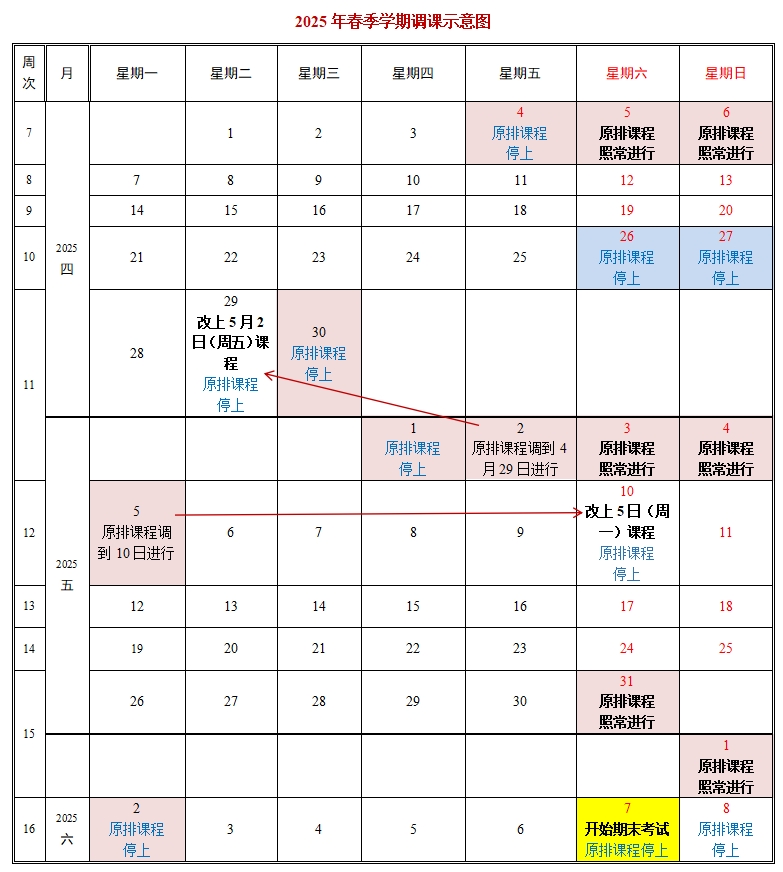 2025 年春季学期调课示意图
周次 月 星期一 星期二 星期三 星期四 星期五 星期六 星期日
7
2025
四
1
2
3
4
原排课程
停上
5
原排课程
照常进行
6
原排课程
照常进行
8 7 8 9 10 11 12 13
9 14 15 16 17 18 19 20
10 21 22 23 24 25
26
原排课程
停上
27
原排课程
停上
11
28
29
改上 5 月 2
日（周五）课
程
原排课程
停上
30
原排课程
停上
2025
五
1
原排课程
停上
2
原排课程调到 4
月 29 日进行
3
原排课程
照常进行
4
原排课程
照常进行
12
5
原排课程调
到 10 日进行
6 7 8 9
10
改上 5日（周
一）课程
原排课程
停上
11
13 12 13 14 15 16 17 18
14 19 20 21 22 23 24 25
15
26 27 28 29 30
31
原排课程
照常进行
2025
六
1
原排课程
照常进行
16
2
原排课程
停上
3 4 5 6
7
开始期末考试
原排课程停上
8
原排课程
停上